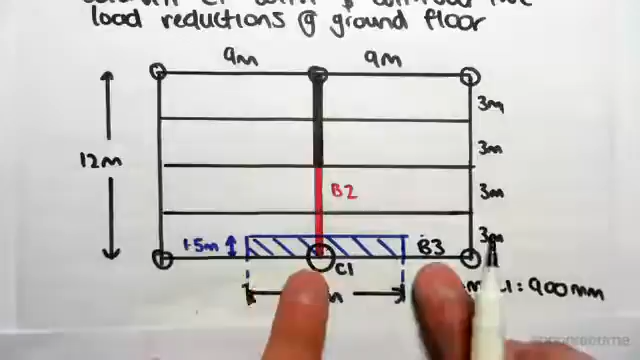 load reductions @ ground floor
9m 9m
3m
12m
3m
B2
3m
1.5m
3m
B3
C1
: 900mm